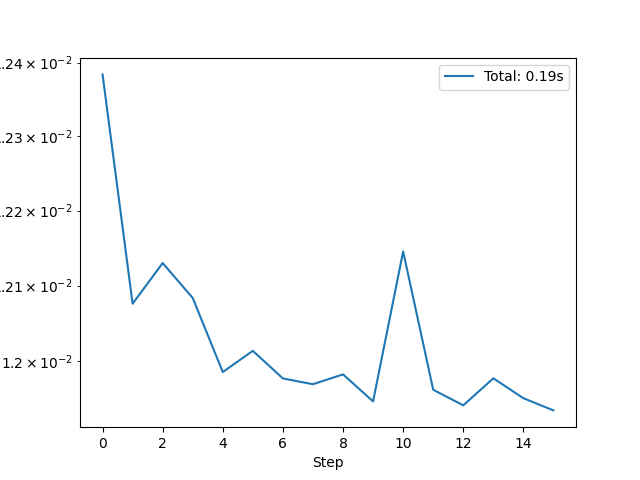 Total: 0.19s
.24 × 10⁻²
.23 × 10⁻²
.22 × 10⁻²
.21 × 10⁻²
1.2 × 10⁻²
0 2 4 6 8 10 12 14
Step